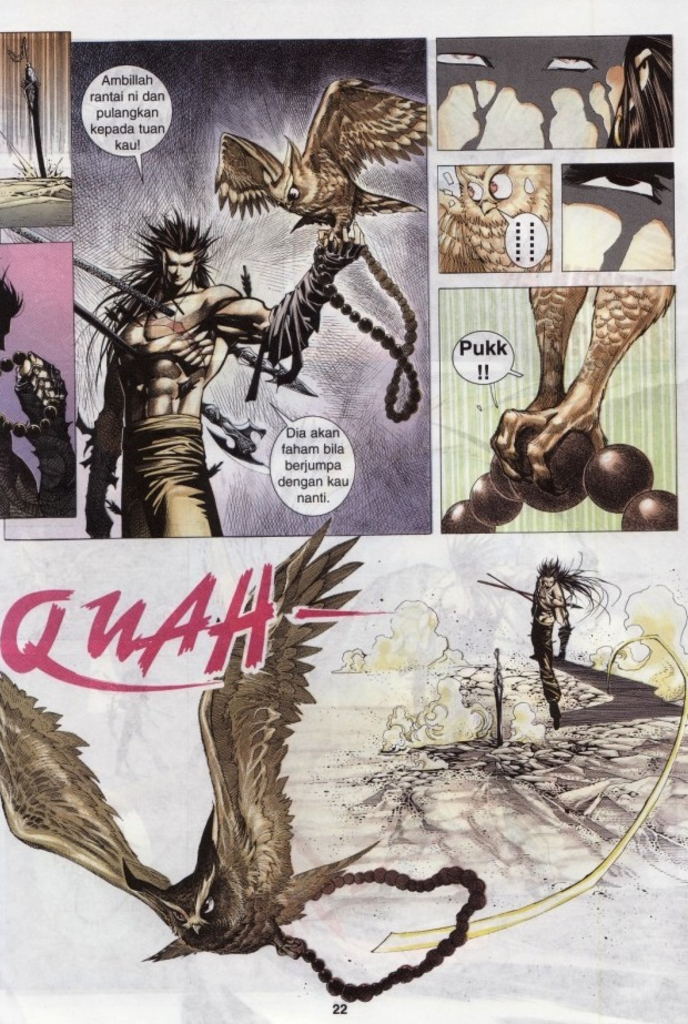 Ambillah
rantai ni dan
pulangkan
kepada tuan
kau!
Dia akan
faham bila
berjumpa
dengan kau
nanti.
!!!!
Pukk
!!
QUAH
22